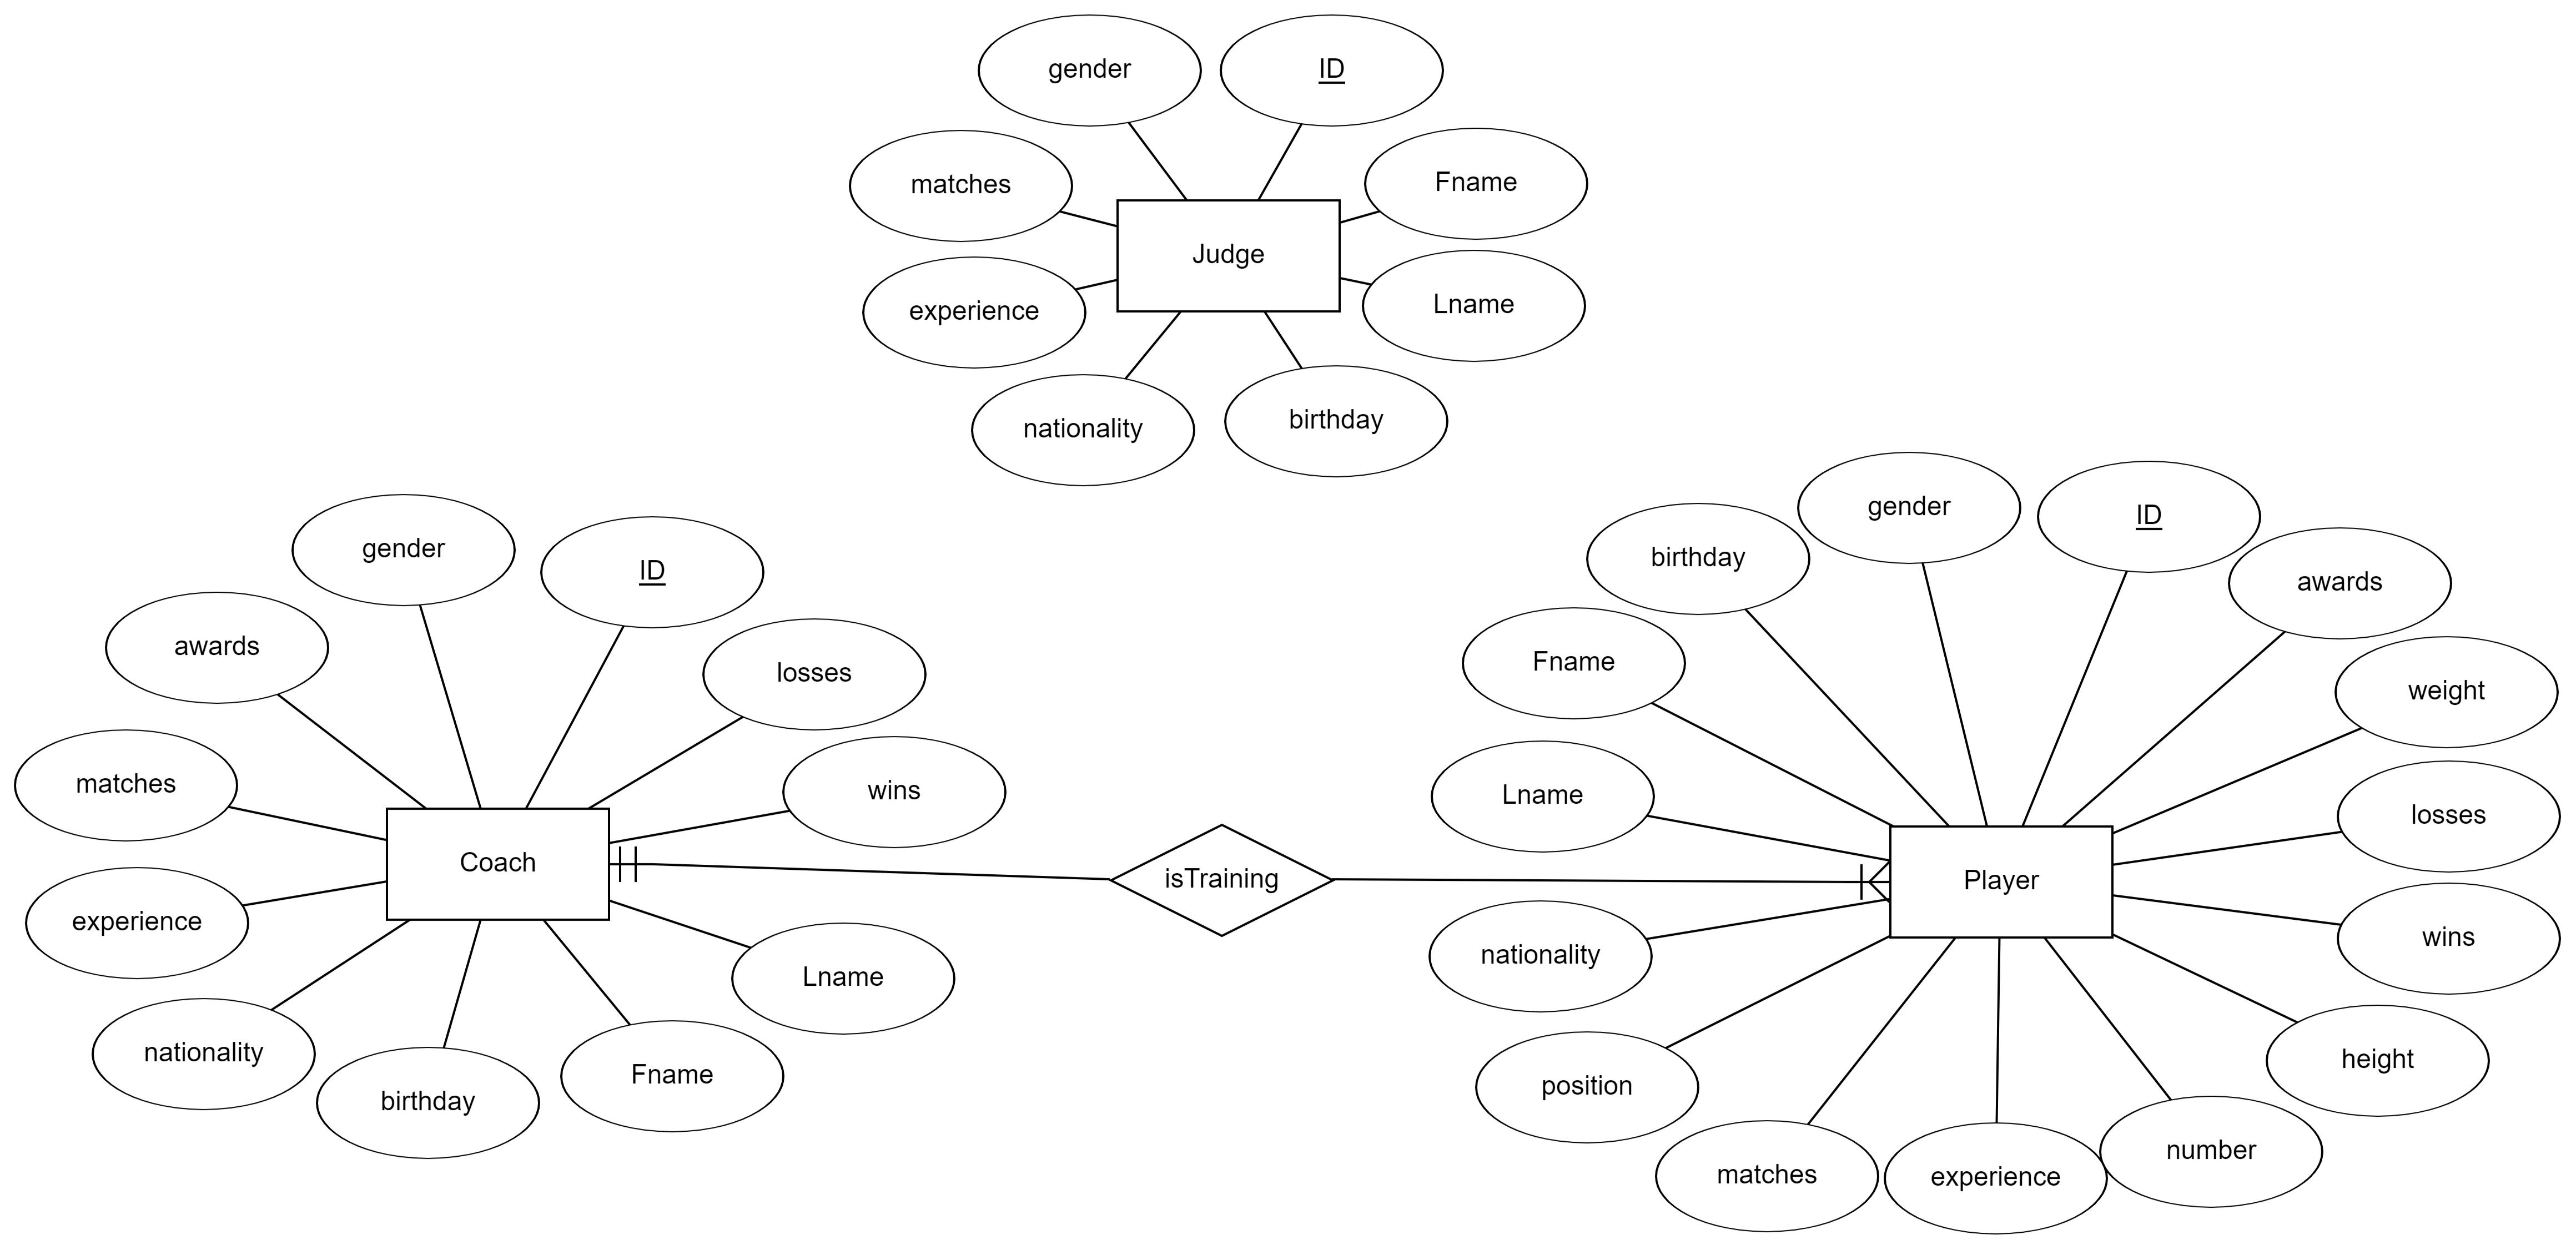 gender
ID
matches
Fname
Judge
experience
Lname
nationality
birthday
gender
ID
awards
losses
matches
wins
Coach
experience
Lname
nationality
birthday
Fname
isTraining
birthday
gender
ID
awards
Fname
weight
Lname
losses
Player
nationality
wins
position
height
matches
experience
number